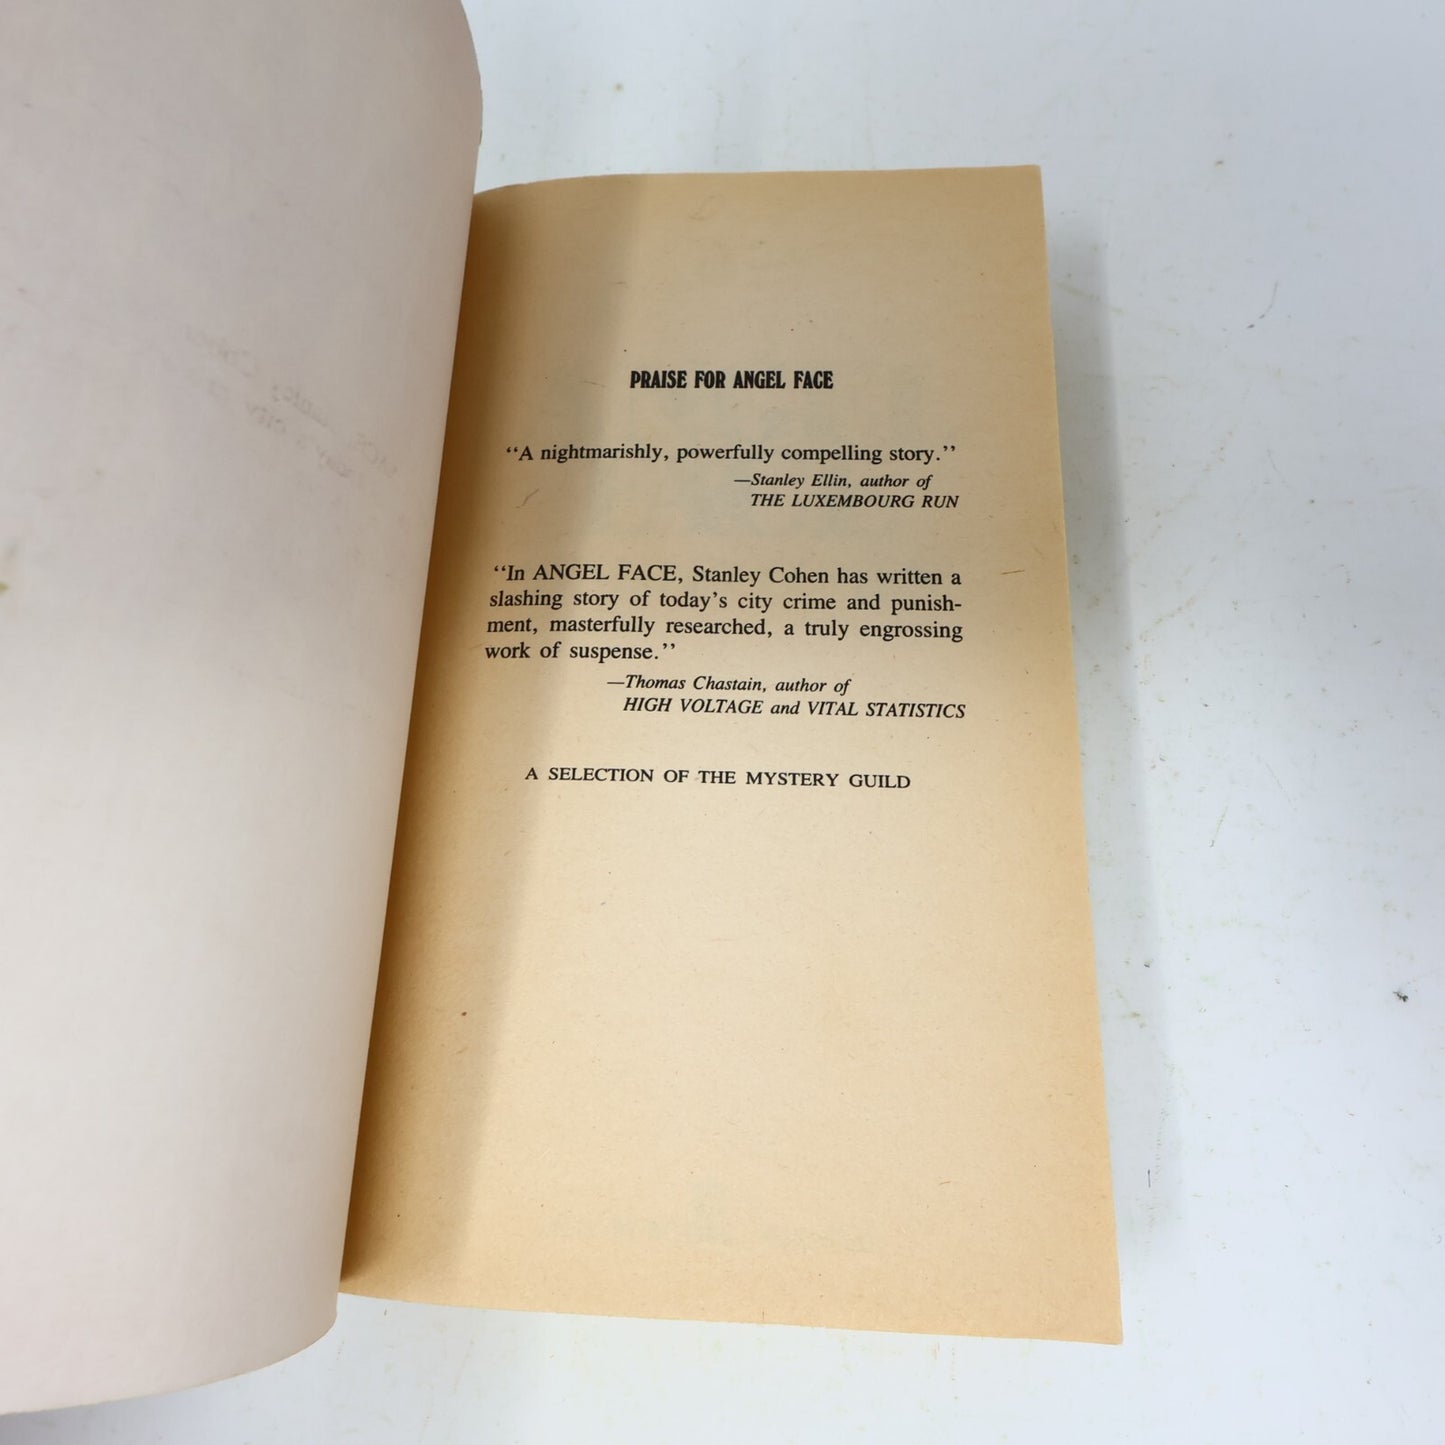 PRAISE FOR ANGEL FACE
“A nightmarishly, powerfully compelling story.”
—Stanley Ellin, author of
THE LUXEMBOURG RUN
“In ANGEL FACE, Stanley Cohen has written a
slashing story of today’s city crime and punish-
ment, masterfully researched, a truly engrossing
work of suspense.”
—Thomas Chastain, author of
HIGH VOLTAGE and VITAL STATISTICS
A SELECTION OF THE MYSTERY GUILD